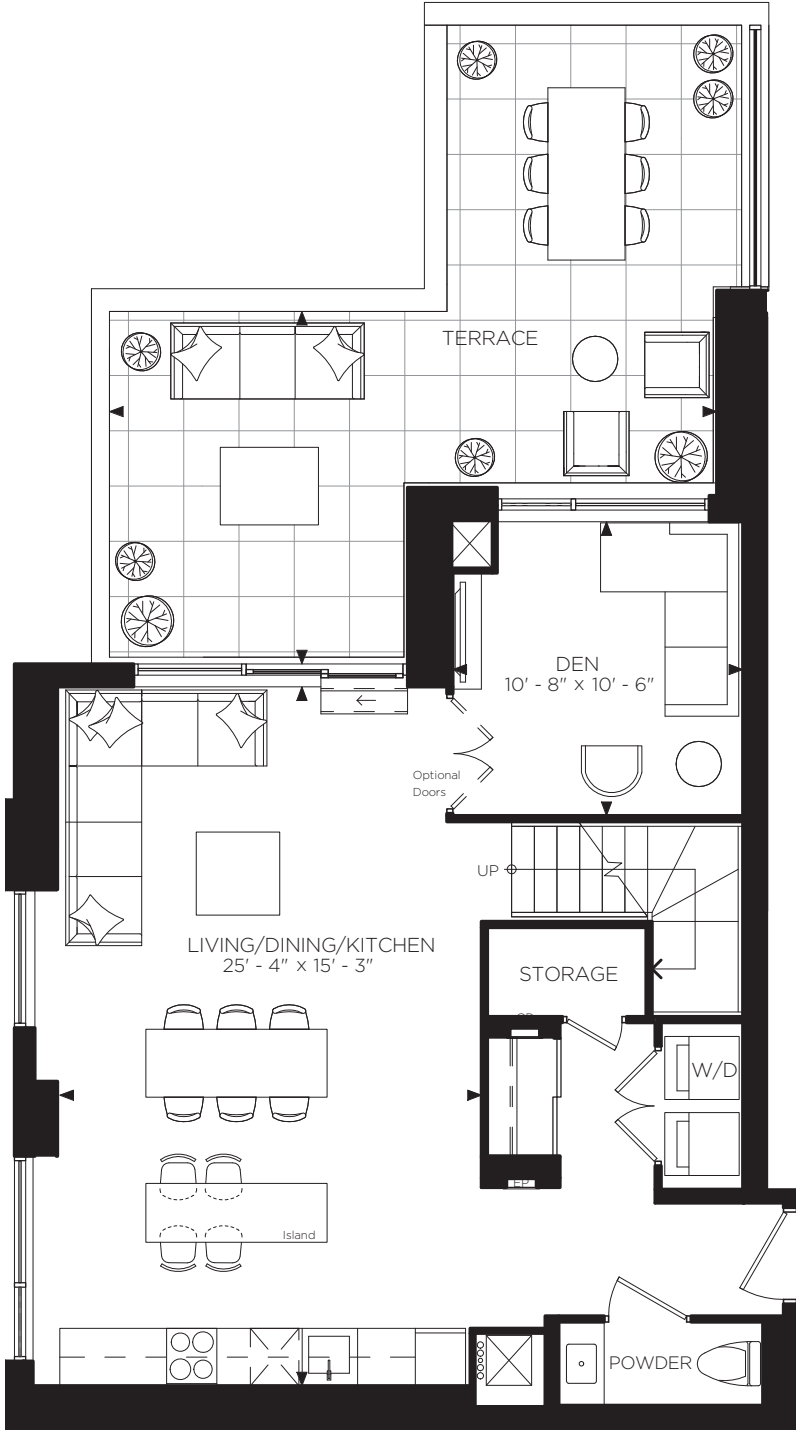 TERRACE
DEN
10' - 8" x 10' - 6"
Optional
Doors
UP
LIVING/DINING/KITCHEN
25' - 4" x 15' - 3"
STORAGE
W/D
EP
Island
POWDER